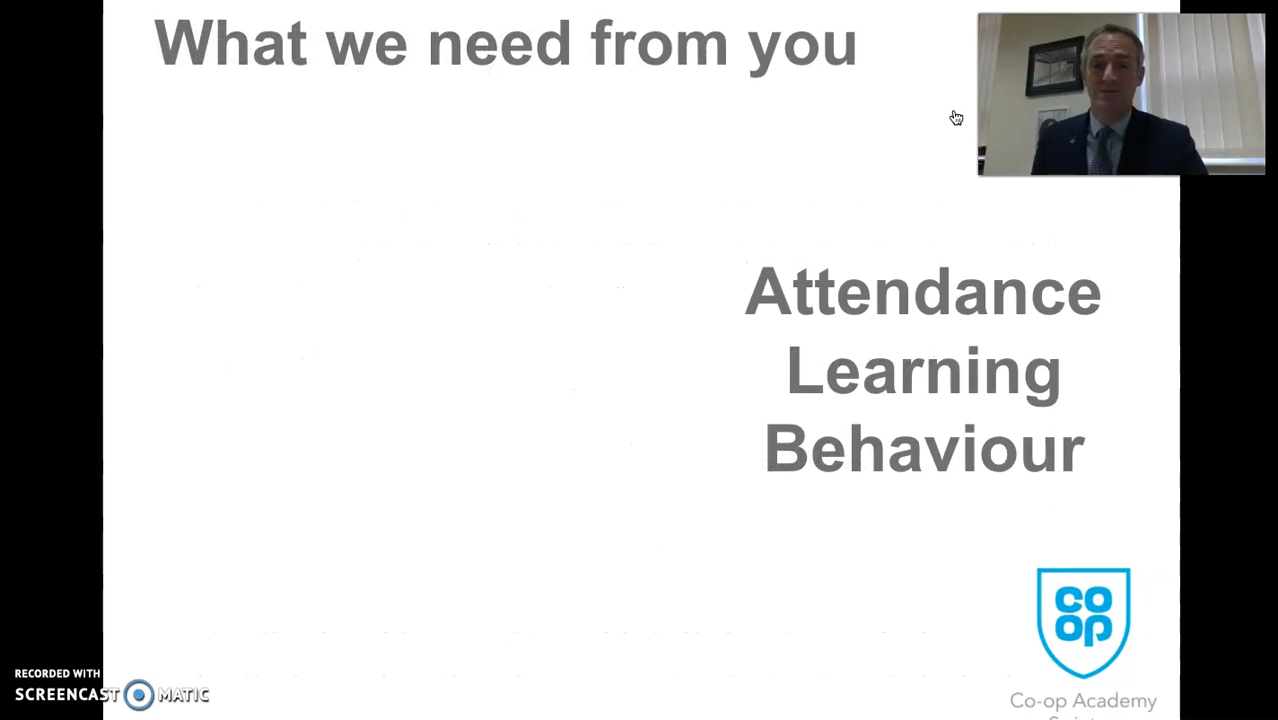 What we need from you
Attendance
Learning
Behaviour
co
op
Co-op Academy
RECORDED WITH
SCREENCAST MATIC